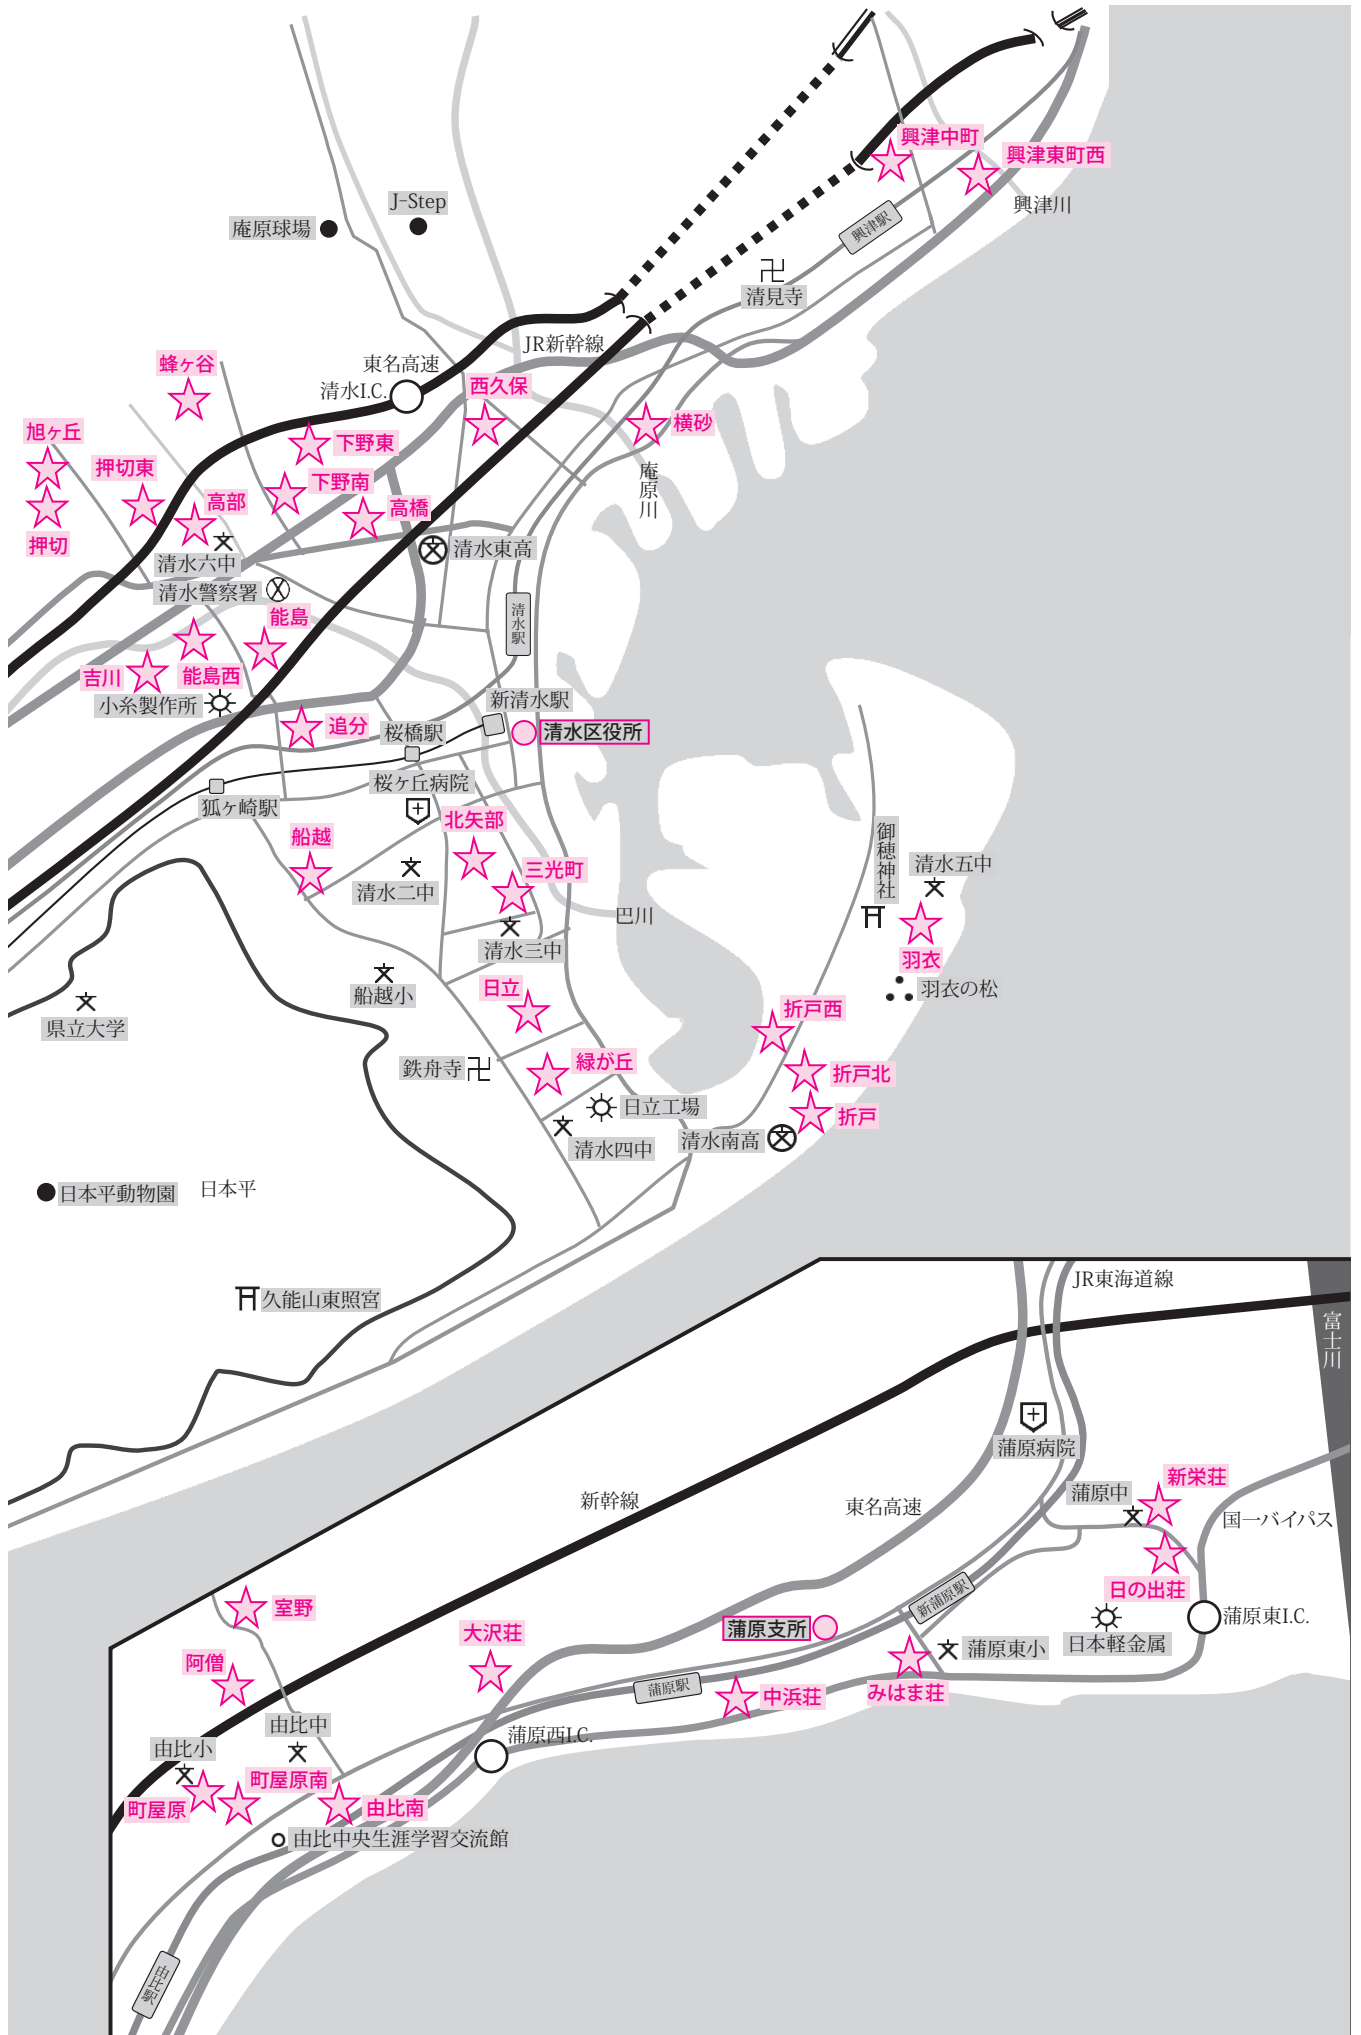 興津中町
興津東町西
J-Step
興津川
庵原球場
興津駅
清見寺
JR新幹線
東名高速
蜂ヶ谷
清水I.C.
西久保
横砂
旭ヶ丘
下野東
押切東
下野南
庵原川
高部
高橋
押切
清水東高
清水六中
清水警察署
能島
清水駅
吉川
能島西
新清水駅
小糸製作所
追分
桜橋駅
清水区役所
桜ケ丘病院
狐ヶ崎駅
北矢部
船越
御穂神社
清水五中
三光町
清水二中
巴川
清水三中
羽衣
日立
船越小
羽衣の松
折戸西
県立大学
緑が丘
鉄舟寺
折戸北
日立工場
折戸
清水四中
清水南高
日本平動物園
日本平
久能山東照宮
JR東海道線
富士川
蒲原病院
新栄荘
蒲原中
新幹線
東名高速
国一バイパス
日の出荘
新蒲原駅
室野
大沢荘
蒲原支所
蒲原東I.C.
日本軽金属
蒲原東小
阿僧
蒲原駅
中浜荘
みはま荘
由比中
蒲原西I.C.
由比小
町屋原南
町屋原
由比南
由比中央生涯学習交流館
由比駅